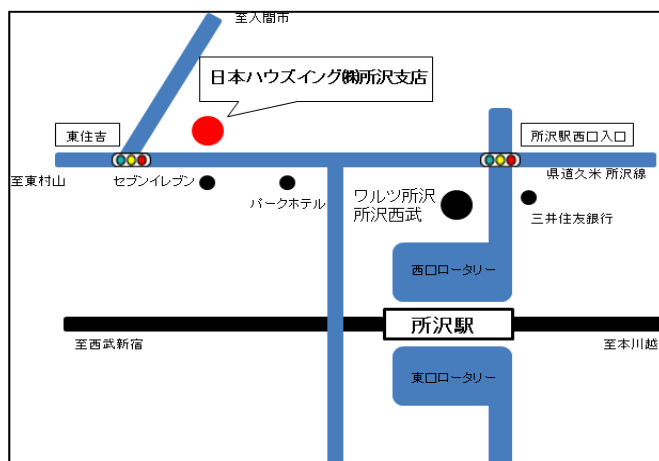 至入間市
日本ハウズイング㈱所沢支店
東住吉
所沢駅西口入口
至東村山
セブンイレブン
県道久米 所沢線
パークホテル
ワルツ所沢
所沢西武
三井住友銀行
西口ロータリー
所沢駅
至西武新宿
至本川越
東口ロータリー